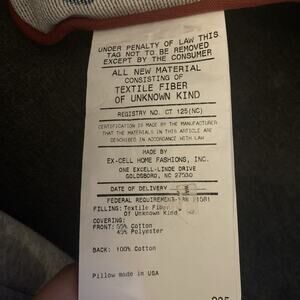 UNDER PENALTY OF LAW THIS
TAG NOT TO BE REMOVED
EXCEPT BY THE CONSUMER
ALL NEW MATERIAL
CONSISTING OF
TEXTILE FIBER
OF UNKNOWN KIND
REGISTRY NO. CT 125(NC)
CERTIFICATION IS MADE BY THE MANUFACTURER
THAT THE MATERIALS IN THIS ARTICLE ARE
DESCRIBED IN ACCORDANCE WITH LAW
MADE BY
EX-CELL HOME FASHIONS, INC.
ONE EXCELL-LINDE DRIVE
GOLDSBORO, NC 27530
DATE OF DELIVERY
FEDERAL REQUIREMENT
FILLING: Textile Fiber
Of Unknown Kind
COVERING:
FRONT: 55% Cotton
45% Polyester
BACK: 100% Cotton
Pillow made in USA